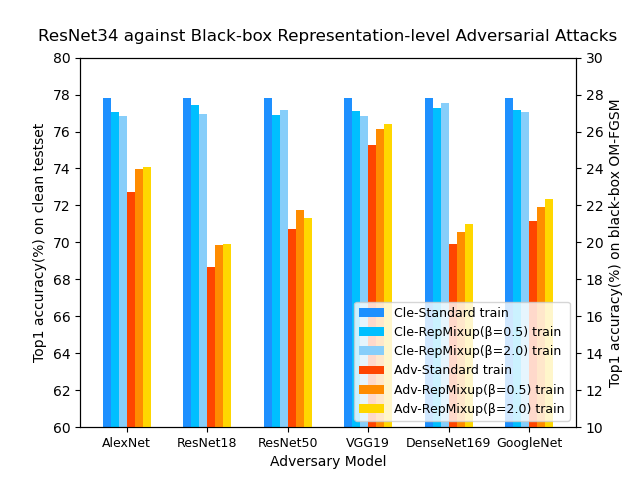 ResNet34 against Black-box Representation-level Adversarial Attacks
80
78
76
74
72
70
68
66
64
62
60
Top1 accuracy(%) on clean testset
30
28
26
24
22
20
18
16
14
12
10
Top1 accuracy(%) on black-box OM-FGSM
Cle-Standard train
Cle-RepMixup(β=0.5) train
Cle-RepMixup(β=2.0) train
Adv-Standard train
Adv-RepMixup(β=0.5) train
Adv-RepMixup(β=2.0) train
AlexNet ResNet18 ResNet50 VGG19 DenseNet169 GoogleNet
Adversary Model